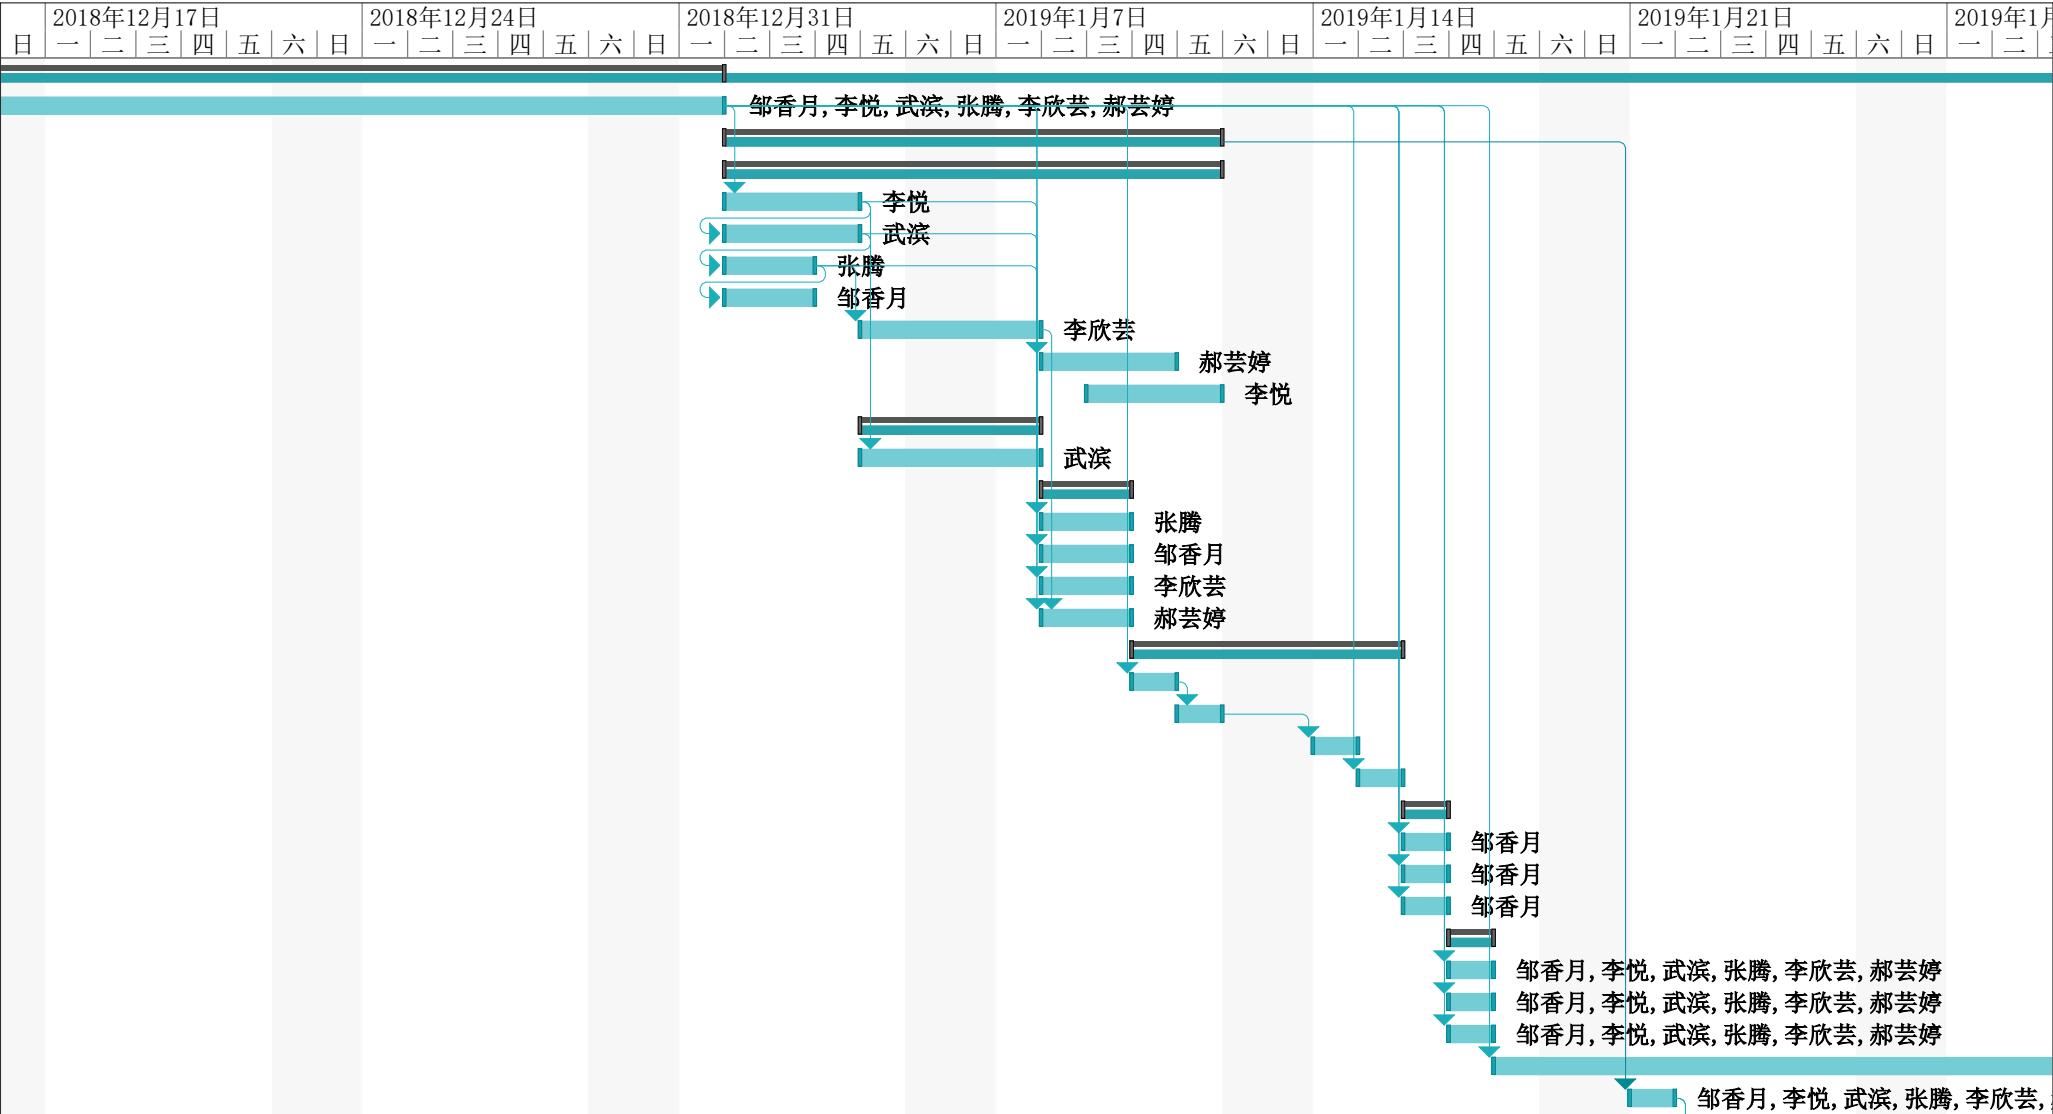 2018年12月17日 2018年12月24日 2018年12月31日 2019年1月7日 2019年1月14日 2019年1月21日 2019年1月
日 一 二 三 四 五 六 日 一 二 三 四 五 六 日 一 二 三 四 五 六 日 一 二 三 四 五 六 日 一 二 三 四 五 六 日 一 二 三 四 五 六 日 一 二
邹香月,李悦,武滨,张腾,李欣芸,郝芸婷
李悦
武滨
张腾
邹香月
李欣芸
郝芸婷
李悦
武滨
张腾
邹香月
李欣芸
郝芸婷
邹香月
邹香月
邹香月
邹香月,李悦,武滨,张腾,李欣芸,郝芸婷
邹香月,李悦,武滨,张腾,李欣芸,郝芸婷
邹香月,李悦,武滨,张腾,李欣芸,郝芸婷
邹香月,李悦,武滨,张腾,李欣芸,